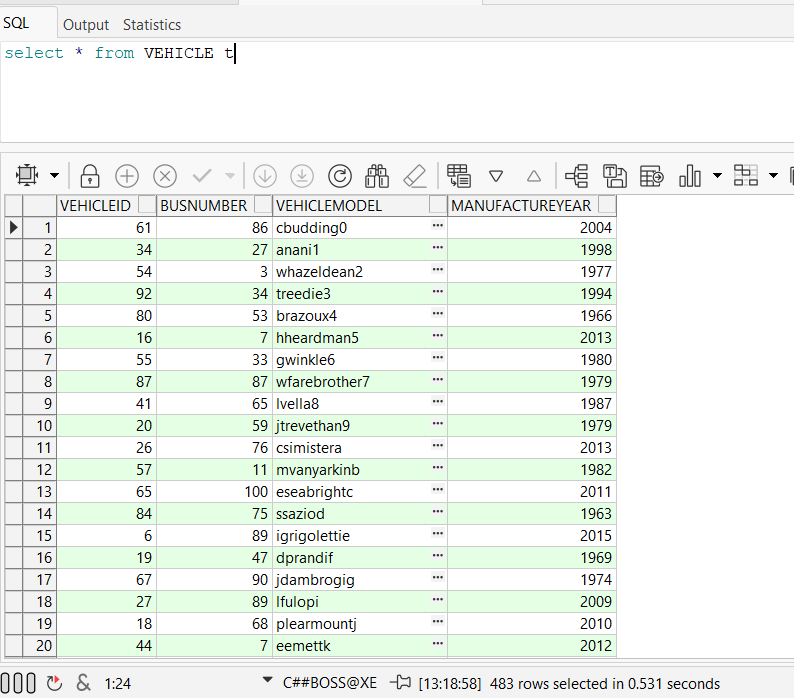 SQL Output Statistics
select * from VEHICLE t
VEHICLEID BUSNUMBER VEHICLEMODEL MANUFACTUREYEAR
1 61 86 cbudding0 ... 2004
2 34 27 anani1 ... 1998
3 54 3 whazeldean2 ... 1977
4 92 34 treedie3 ... 1994
5 80 53 brazoux4 ... 1966
6 16 7 hheardman5 ... 2013
7 55 33 gwinkle6 ... 1980
8 87 87 wfarebrother7 ... 1979
9 41 65 lvella8 ... 1987
10 20 59 jtrevethan9 ... 1979
11 26 76 csimistera ... 2013
12 57 11 mvanyarkinb ... 1982
13 65 100 eseabrightc ... 2011
14 84 75 ssaziod ... 1963
15 6 89 igrigolettie ... 2015
16 19 47 dprandif ... 1969
17 67 90 jdambrogig ... 1974
18 27 89 lfulopi ... 2009
19 18 68 plearmountj ... 2010
20 44 7 eemettk ... 2012
& 1:24 C##BOSS@XE [13:18:58] 483 rows selected in 0.531 seconds